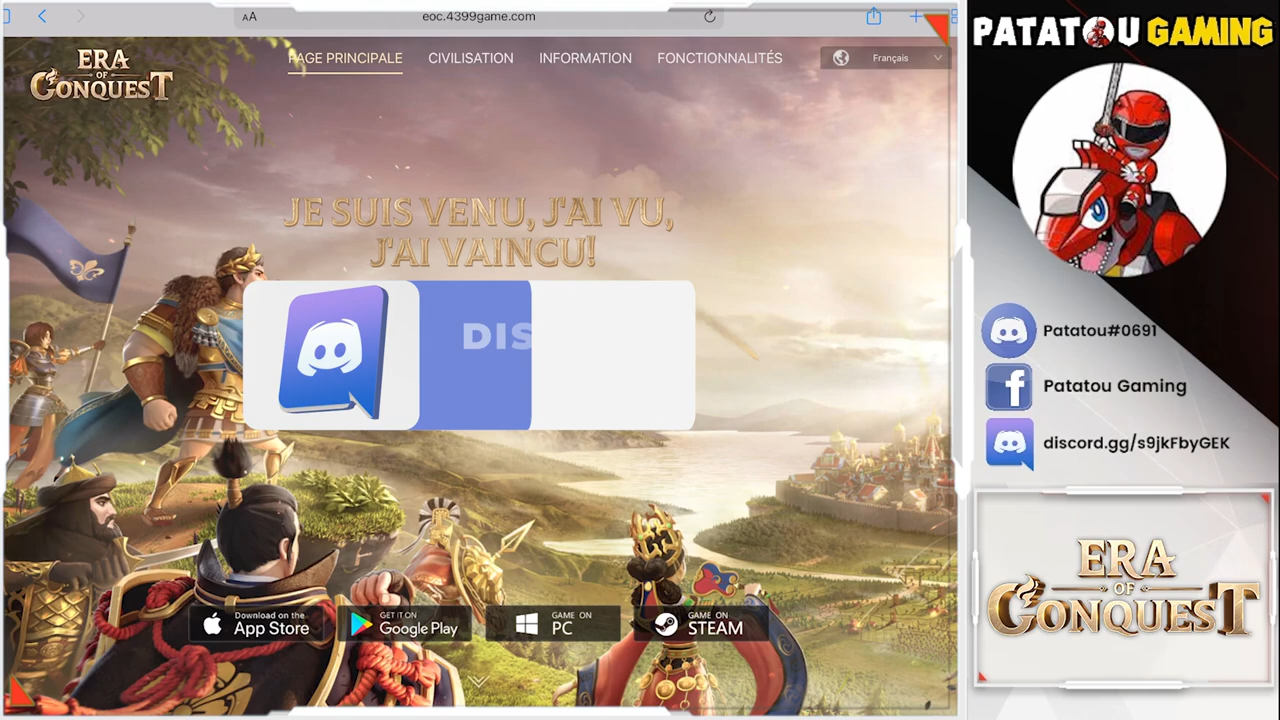 AA
eoc.4399game.com
ERA
OF
CONQUEST
PAGE PRINCIPALE
CIVILISATION
INFORMATION
FONCTIONNALITÉS
Français
JE SUIS VENU, J'AI VU,
J'AI VAINCU!
DIS
Download on the
App Store
GET IT ON
Google Play
GAME ON
PC
GAME ON
STEAM
PATATOU GAMING
Patatou#0691
Patatou Gaming
discord.gg/s9jkFbyGEK
ERA
OF
CONQUEST